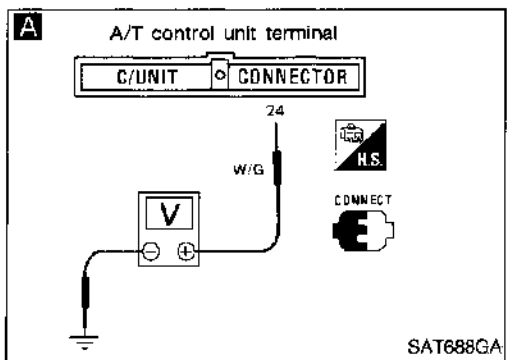 A
A/T control unit terminal
C/UNIT CONNECTOR
24
H.S.
W/G
CONNECT
V
SAT688GA